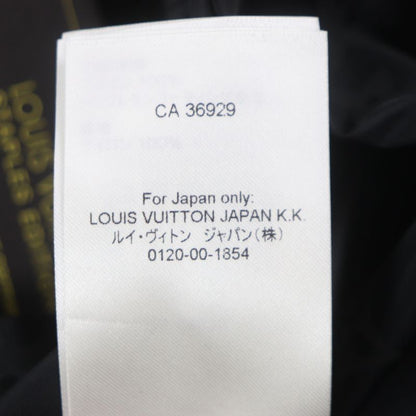 CA 36929
For Japan only:
LOUIS VUITTON JAPAN K.K.
ルイ・ヴィトン ジャパン(株)
0120-00-1854
LOUIS